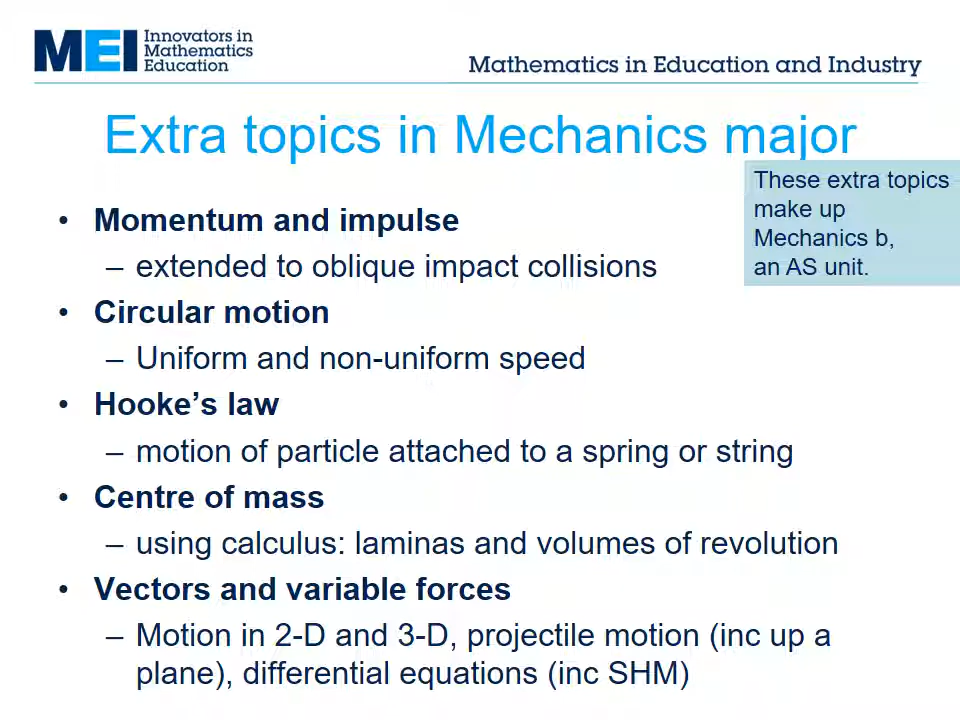 MEI Innovators in
Mathematics
Education
Mathematics in Education and Industry
Extra topics in Mechanics major
These extra topics
make up
Mechanics b,
an AS unit.
• Momentum and impulse
– extended to oblique impact collisions
• Circular motion
– Uniform and non-uniform speed
• Hooke’s law
– motion of particle attached to a spring or string
• Centre of mass
– using calculus: laminas and volumes of revolution
• Vectors and variable forces
– Motion in 2-D and 3-D, projectile motion (inc up a
plane), differential equations (inc SHM)